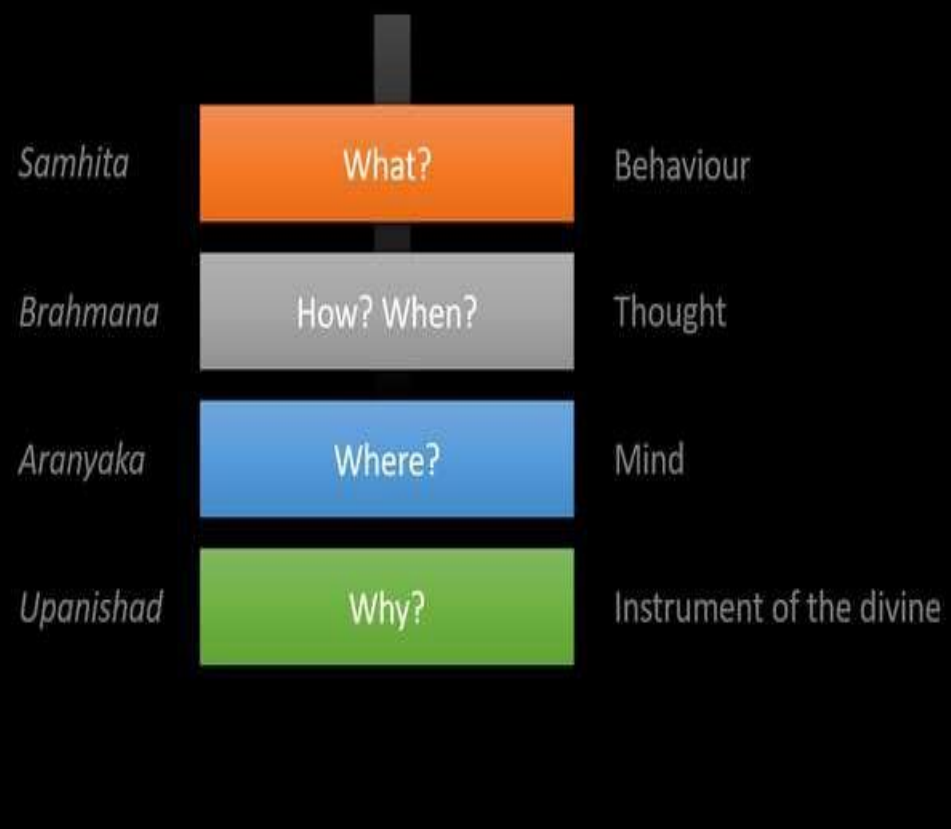 Samhita What? Behaviour
Brahmana How? When? Thought
Aranyaka Where? Mind
Upanishad Why? Instrument of the divine